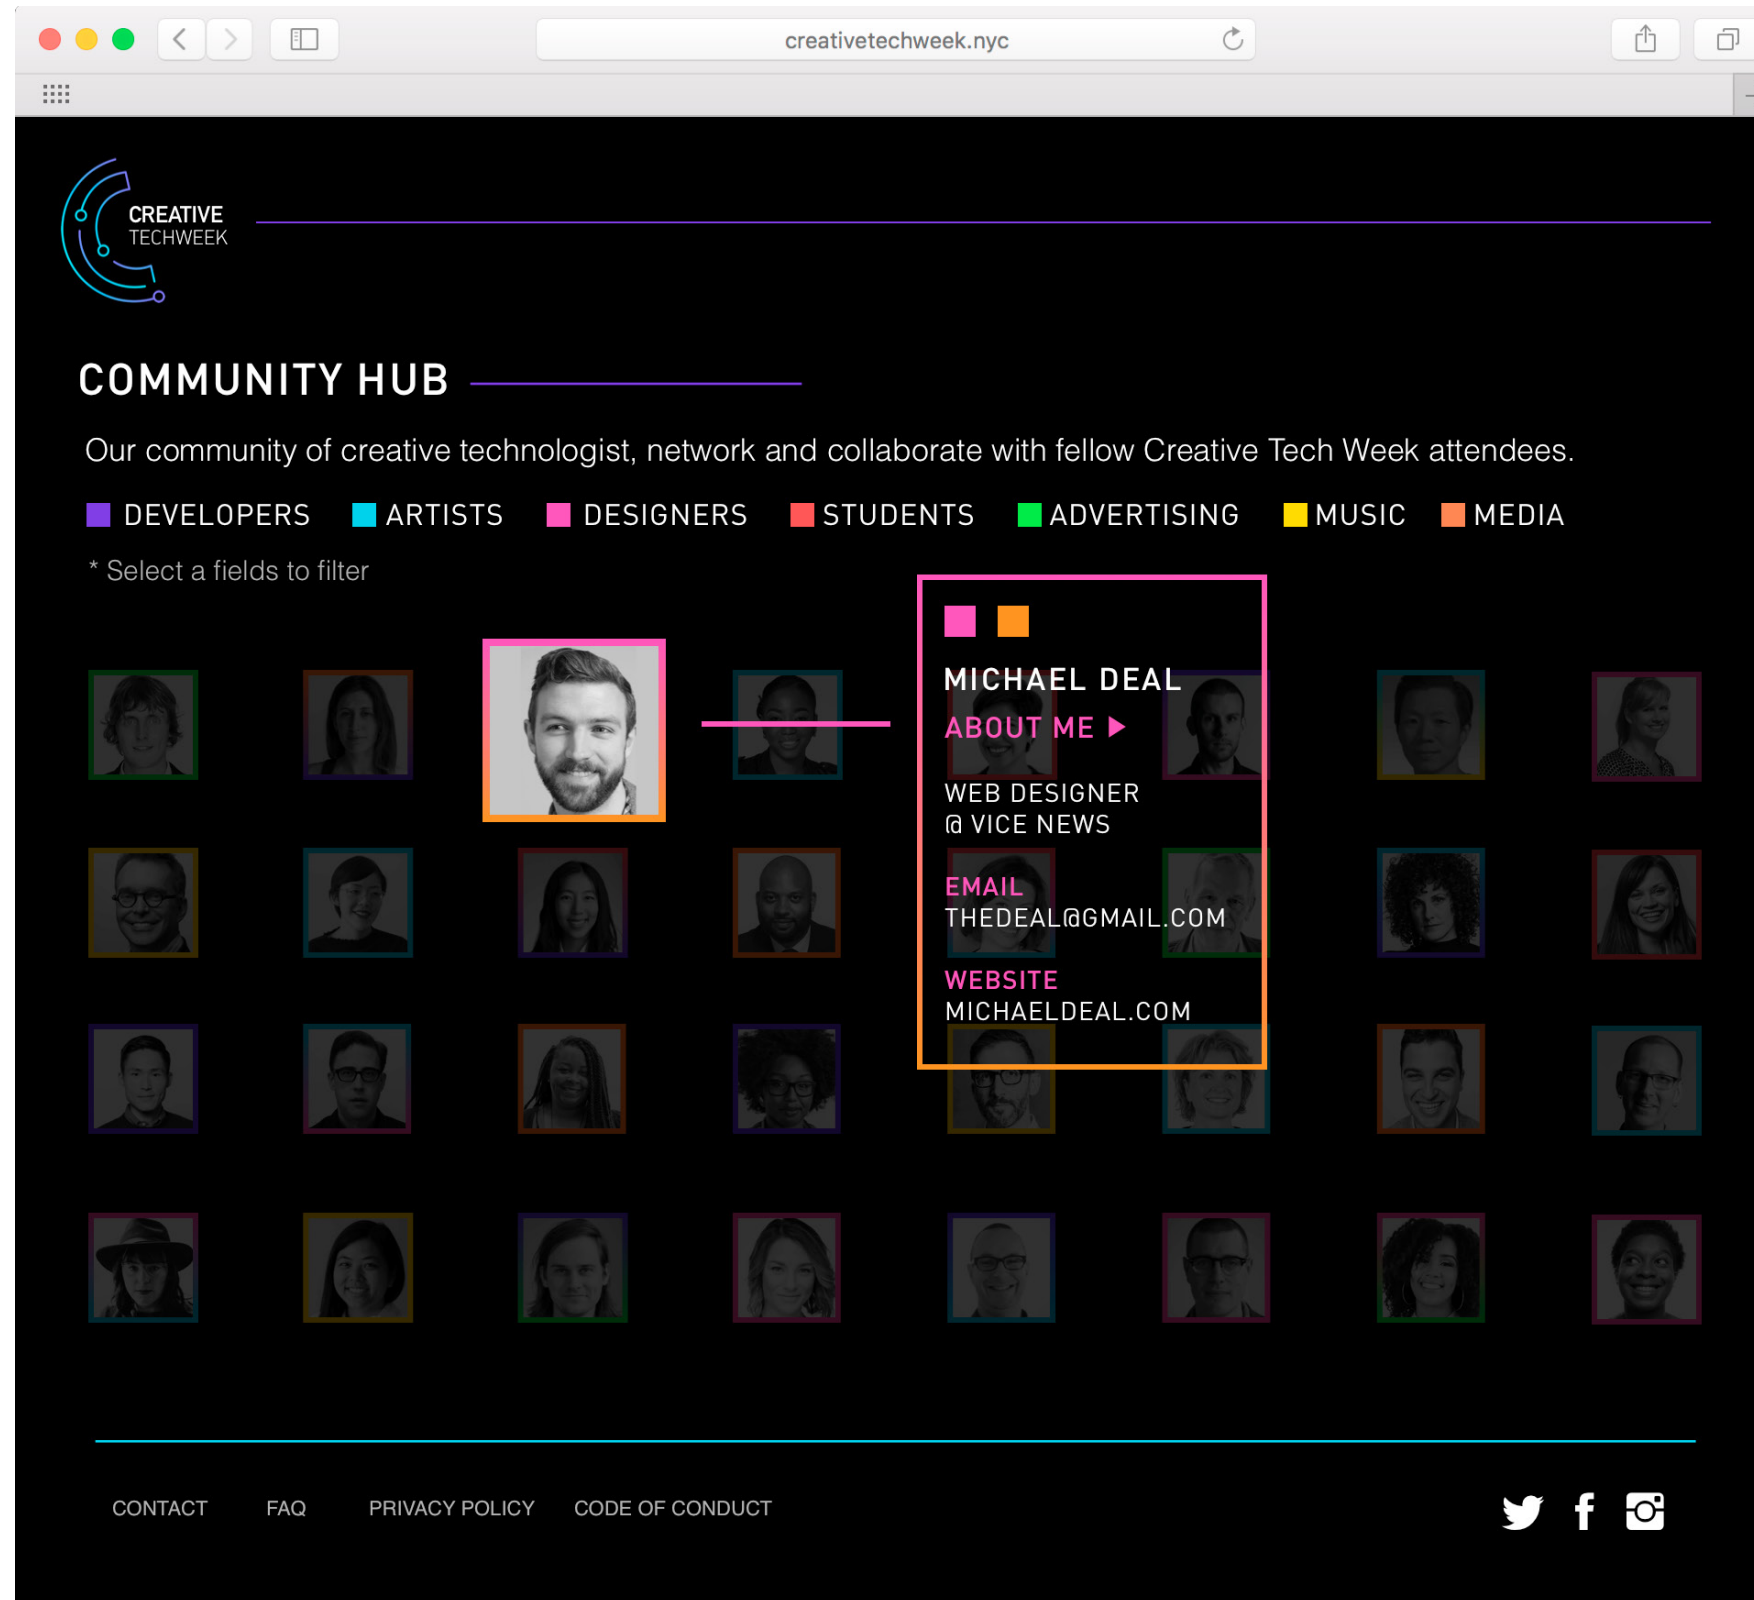 creativetechweek.nyc
CREATIVE
TECHWEEK
COMMUNITY HUB
Our community of creative technologist, network and collaborate with fellow Creative Tech Week attendees.
DEVELOPERS ARTISTS DESIGNERS STUDENTS ADVERTISING MUSIC MEDIA
* Select a fields to filter
MICHAEL DEAL
ABOUT ME
WEB DESIGNER
@ VICE NEWS
EMAIL
THEDEAL@GMAIL.COM
WEBSITE
MICHAELDEAL.COM
CONTACT FAQ PRIVACY POLICY CODE OF CONDUCT